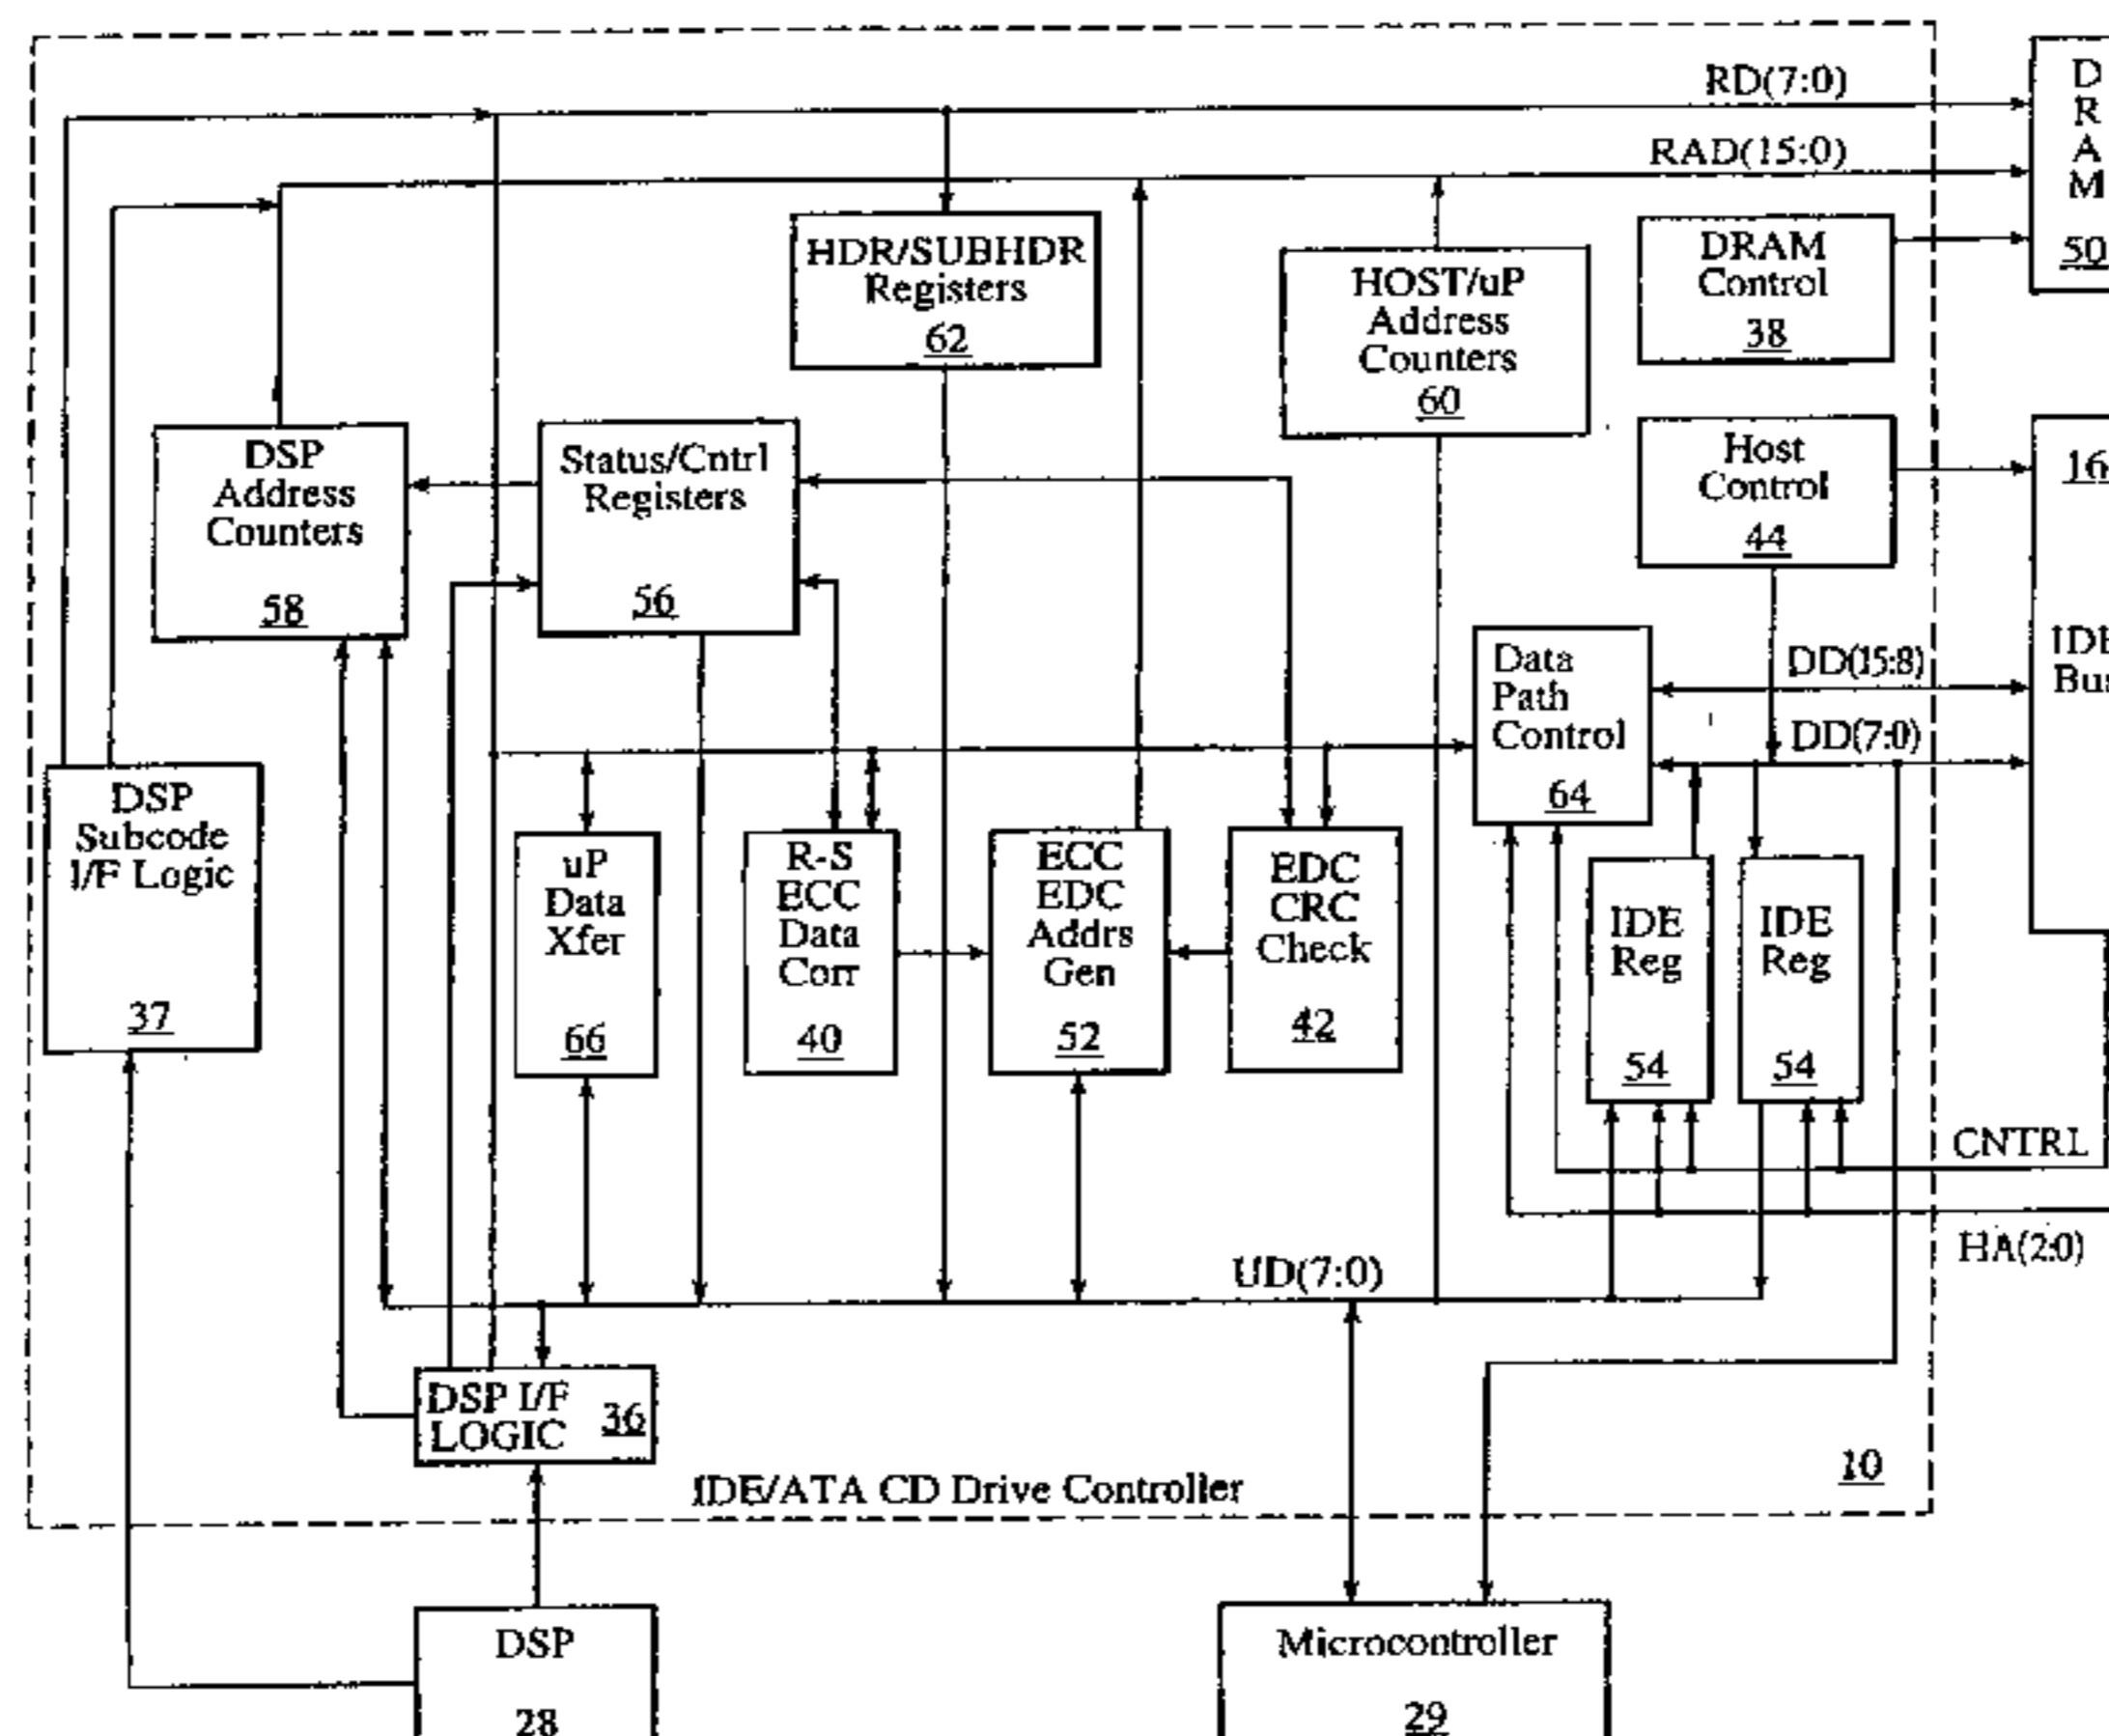 RD(7:0)
RAD(15:0)
D
R
A
M
50
HDR/SUBHDR
Registers
62
HOST/uP
Address
Counters
60
DRAM
Control
38
DSP
Address
Counters
58
Status/Cntrl
Registers
56
Host
Control
44
16
DSP
Subcode
I/F Logic
37
Data
Path
Control
64
DD(15:8)
DD(7:0)
uP
Data
Xfer
66
R-S
ECC
Data
Corr
40
ECC
EDC
Addrs
Gen
52
EDC
CRC
Check
42
IDE
Reg
54
IDE
Reg
54
CNTRL
HA(2:0)
UD(7:0)
DSP I/F
LOGIC
36
IDE/ATA CD Drive Controller
10
DSP
28
Microcontroller
29